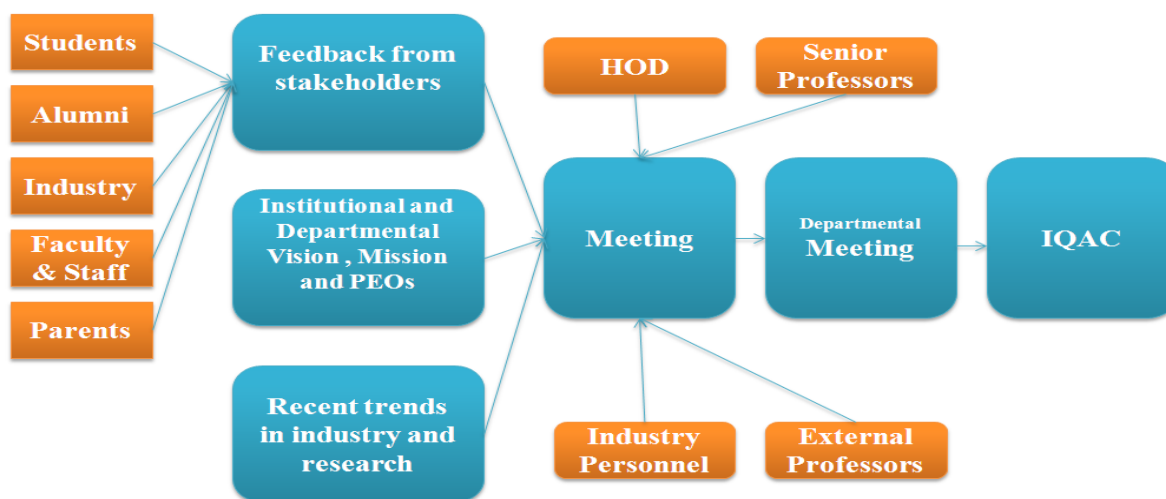 Students
Alumni
Industry
Faculty
& Staff
Parents
Feedback from
stakeholders
Institutional and
Departmental
Vision , Mission
and PEOs
Recent trends
in industry and
research
HOD
Senior
Professors
Meeting
Departmental
Meeting
IQAC
Industry
Personnel
External
Professors